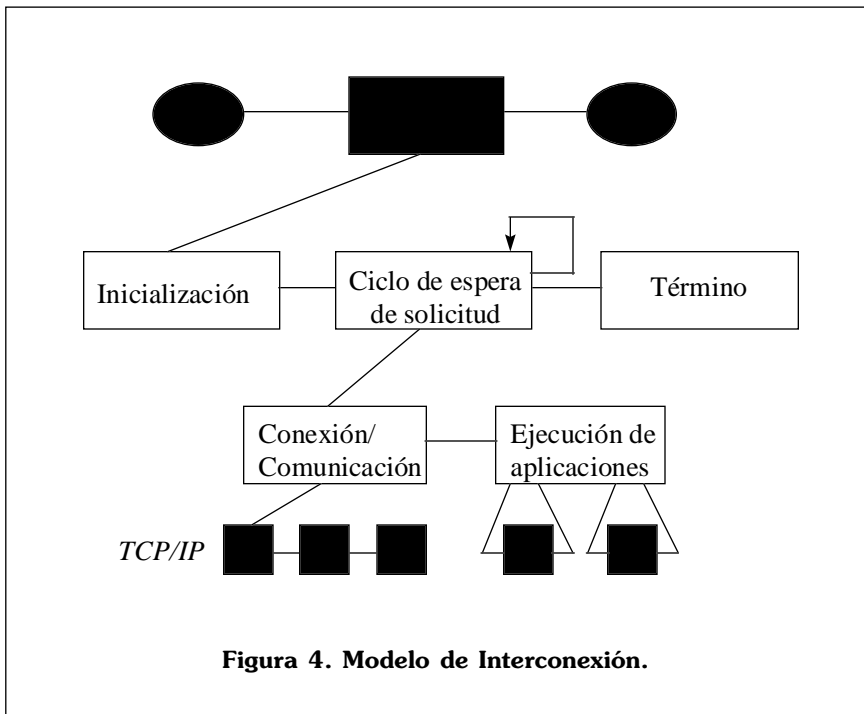 Inicialización
Ciclo de espera
de solicitud
Término
Conexión/
Comunicación
Ejecución de
aplicaciones
TCP/IP
Figura 4. Modelo de Interconexión.